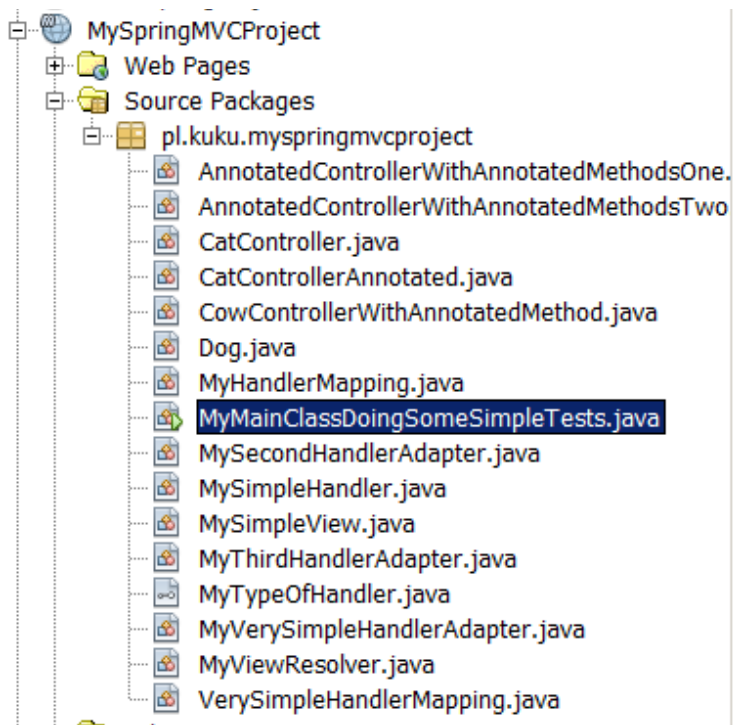 MySpringMVCProject
Web Pages
Source Packages
pl.kuku.myspringmvcproject
AnnotatedControllerWithAnnotatedMethodsOne.
AnnotatedControllerWithAnnotatedMethodsTwo
CatController.java
CatControllerAnnotated.java
CowControllerWithAnnotatedMethod.java
Dog.java
MyHandlerMapping.java
MyMainClassDoingSomeSimpleTests.java
MySecondHandlerAdapter.java
MySimpleHandler.java
MySimpleView.java
MyThirdHandlerAdapter.java
MyTypeOfHandler.java
MyVerySimpleHandlerAdapter.java
MyViewResolver.java
VerySimpleHandlerMapping.java